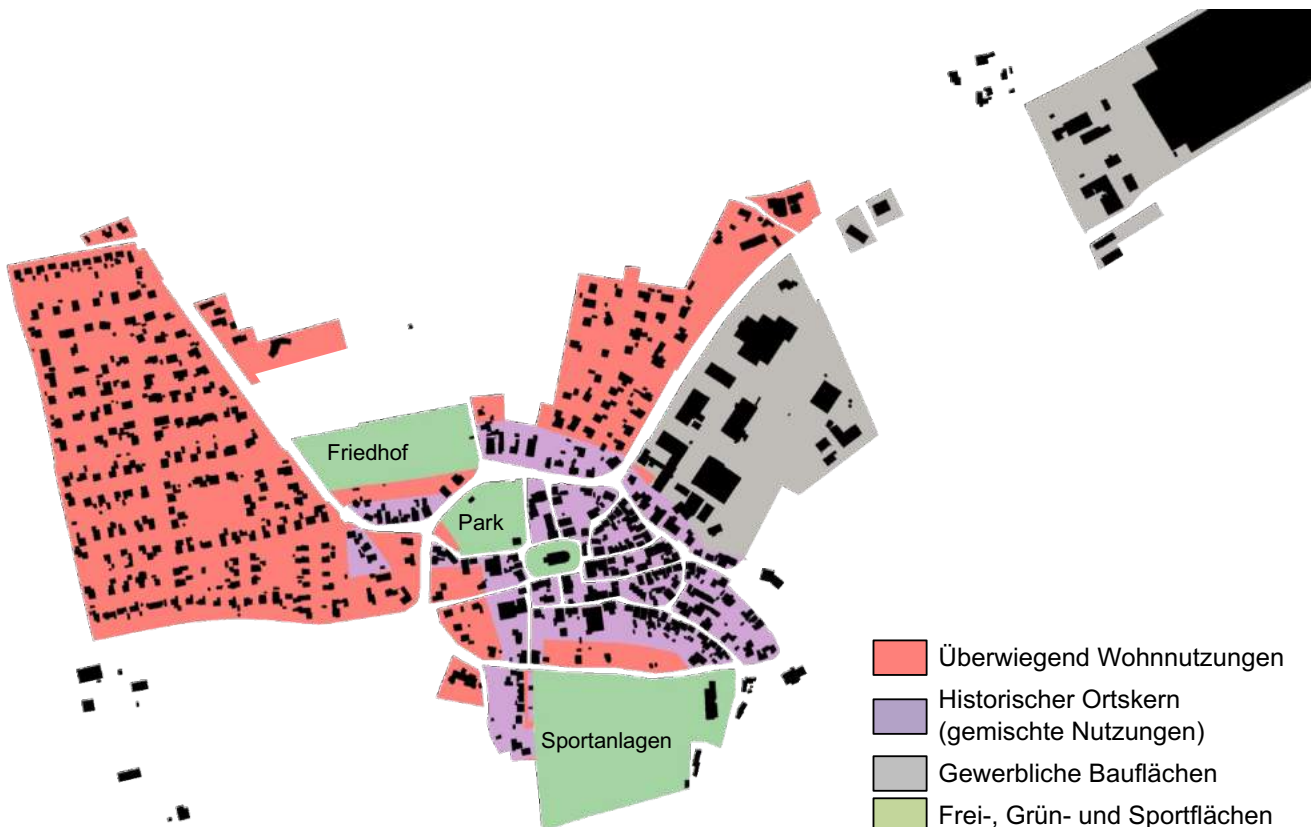 Friedhof
Park
Sportanlagen
Überwiegend Wohnnutzungen
Historischer Ortskern
(gemischte Nutzungen)
Gewerbliche Bauflächen
Frei-, Grün- und Sportflächen